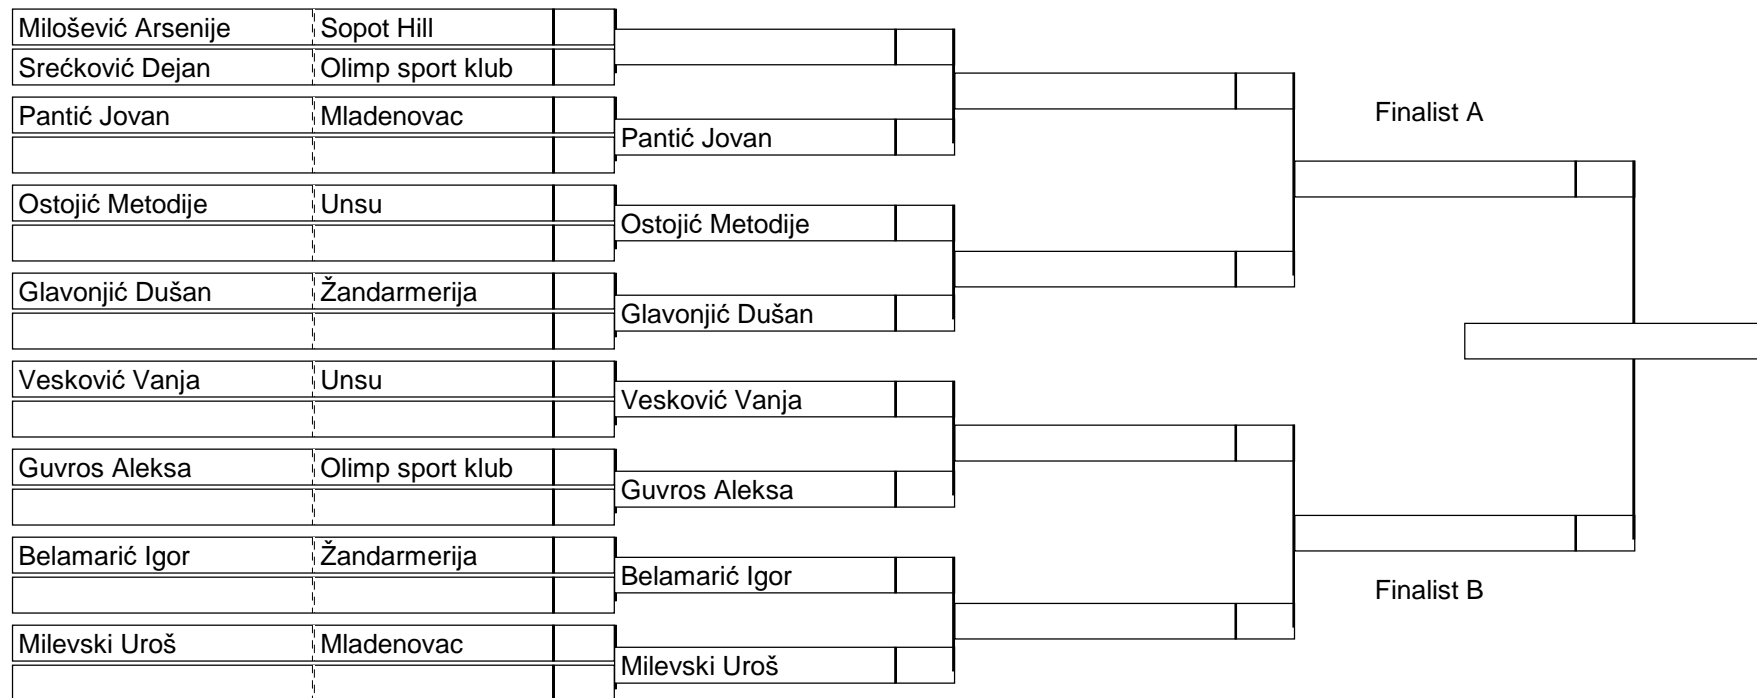 Milošević Arsenije Sopot Hill
Srećković Dejan Olimp sport klub
Pantić Jovan Mladenovac
Finalist A
Pantić Jovan
Ostojić Metodije Unsu
Ostojić Metodije
Glavonjić Dušan Žandarmerija
Glavonjić Dušan
Vesković Vanja Unsu
Vesković Vanja
Guvros Aleksa Olimp sport klub
Guvros Aleksa
Belamarić Igor Žandarmerija
Belamarić Igor
Finalist B
Milevski Uroš Mladenovac
Milevski Uroš